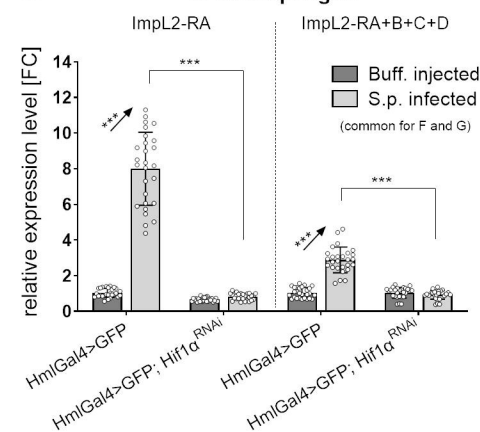 ImpL2-RA
ImpL2-RA+B+C+D
relative expression level [FC]
14
12
10
8
6
4
2
0
***
***
***
***
Buff. injected
S.p. infected
(common for F and G)
HmlGal4>GFP
HmlGal4>GFP; Hif1α^RNAi
HmlGal4>GFP
HmlGal4>GFP; Hif1α^RNAi